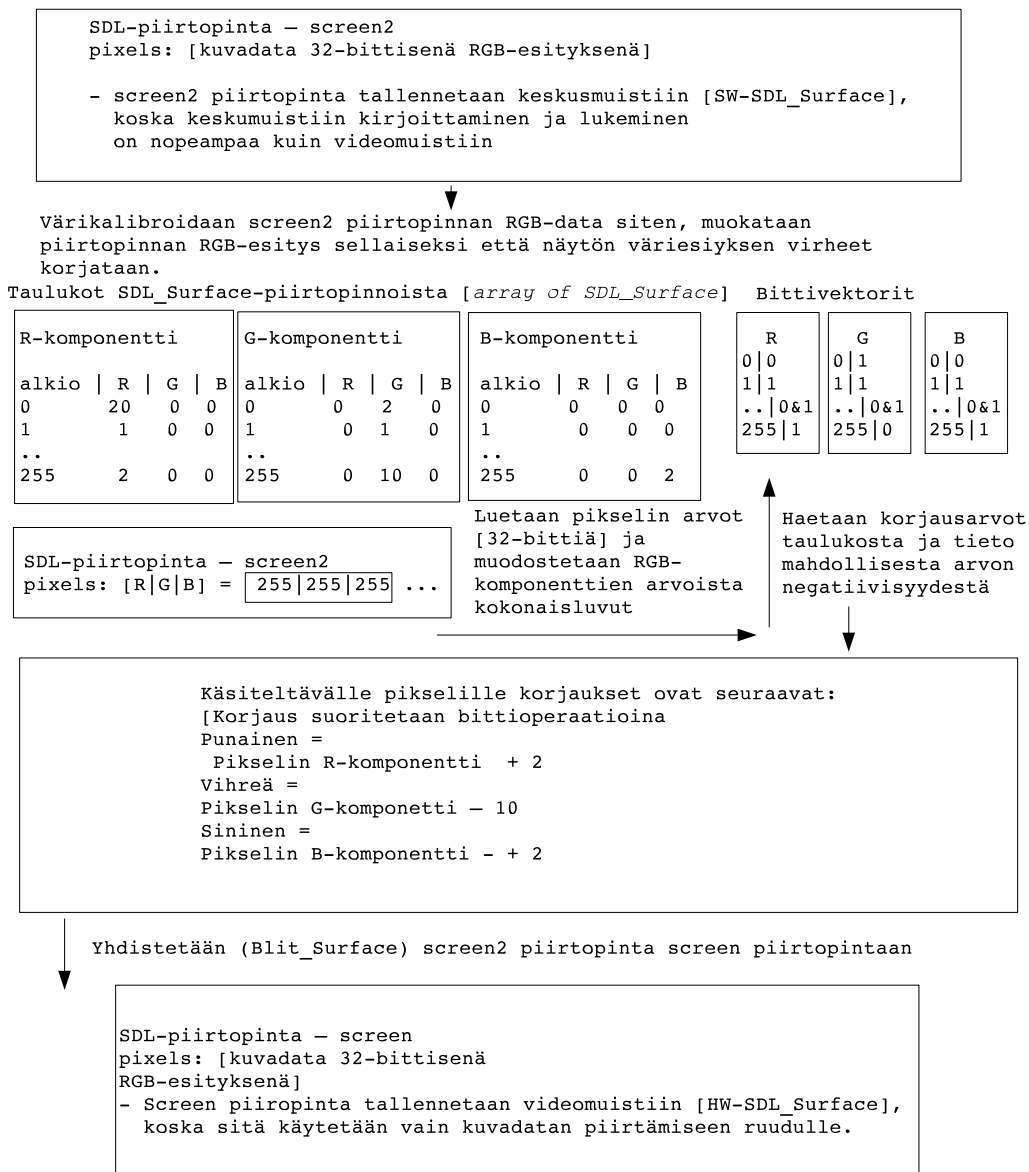 SDL-piirtopinta – screen2
pixels: [kuvadata 32-bittisenä RGB-esityksenä]
- screen2 piirtopinta tallennetaan keskusmuistiin [SW-SDL_Surface],
koska keskumuistiin kirjoittaminen ja lukeminen
on nopeampaa kuin videomuistiin
Värikalibroidaan screen2 piirtopinnan RGB-data siten, muokataan
piirtopinnan RGB-esitys sellaiseksi että näytön väriesiyksen virheet
korjataan.
Taulukot SDL_Surface-piirtopinnoista [array of SDL_Surface]
R-komponentti
alkio | R | G | B
0 20 0 0
1 1 0 0
..
255 2 0 0
G-komponentti
alkio | R | G | B
0 0 2 0
1 0 1 0
..
255 0 10 0
B-komponentti
alkio | R | G | B
0 0 0 0
1 0 0 0
..
255 0 0 2
Bittivektorit
R
0|0
1|1
..|0&1
255|1
G
0|1
1|1
..|0&1
255|0
B
0|0
1|1
..|0&1
255|1
SDL-piirtopinta – screen2
pixels: [R|G|B] = 255|255|255 ...
Luetaan pikselin arvot
[32-bittiä] ja
muodostetaan RGB-
komponenttien arvoista
kokonaisluvut
Haetaan korjausarvot
taulukosta ja tieto
mahdollisesta arvon
negatiivisyydestä
Käsiteltävälle pikselille korjaukset ovat seuraavat:
[Korjaus suoritetaan bittioperaatioina
Punainen =
Pikselin R-komponentti + 2
Vihreä =
Pikselin G-komponetti – 10
Sininen =
Pikselin B-komponentti - + 2
Yhdistetään (Blit_Surface) screen2 piirtopinta screen piirtopintaan
SDL-piirtopinta – screen
pixels: [kuvadata 32-bittisenä
RGB-esityksenä]
- Screen piiropinta tallennetaan videomuistiin [HW-SDL_Surface],
koska sitä käytetään vain kuvadatan piirtämiseen ruudulle.